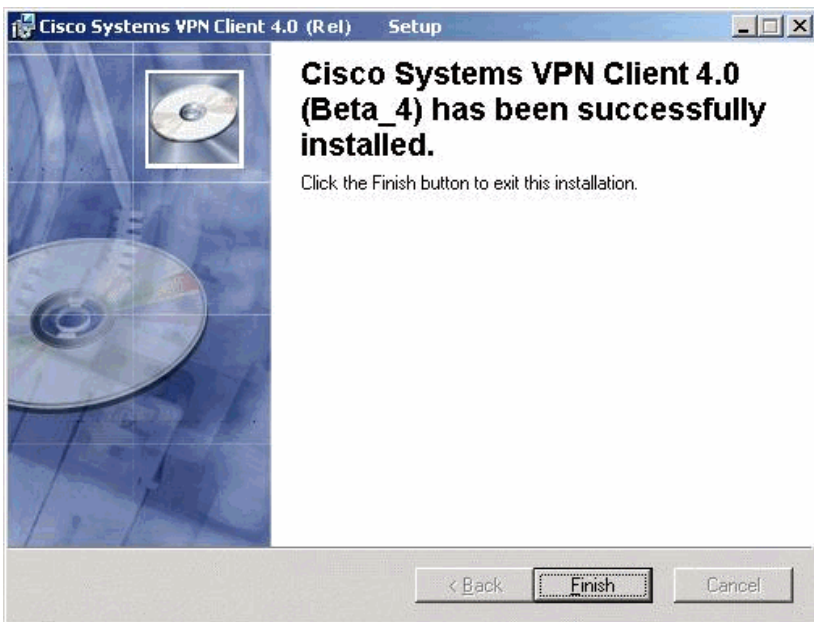 Cisco Systems VPN Client 4.0 (Rel) Setup
Cisco Systems VPN Client 4.0
(Beta_4) has been successfully
installed.
Click the Finish button to exit this installation.
< Back Finish Cancel